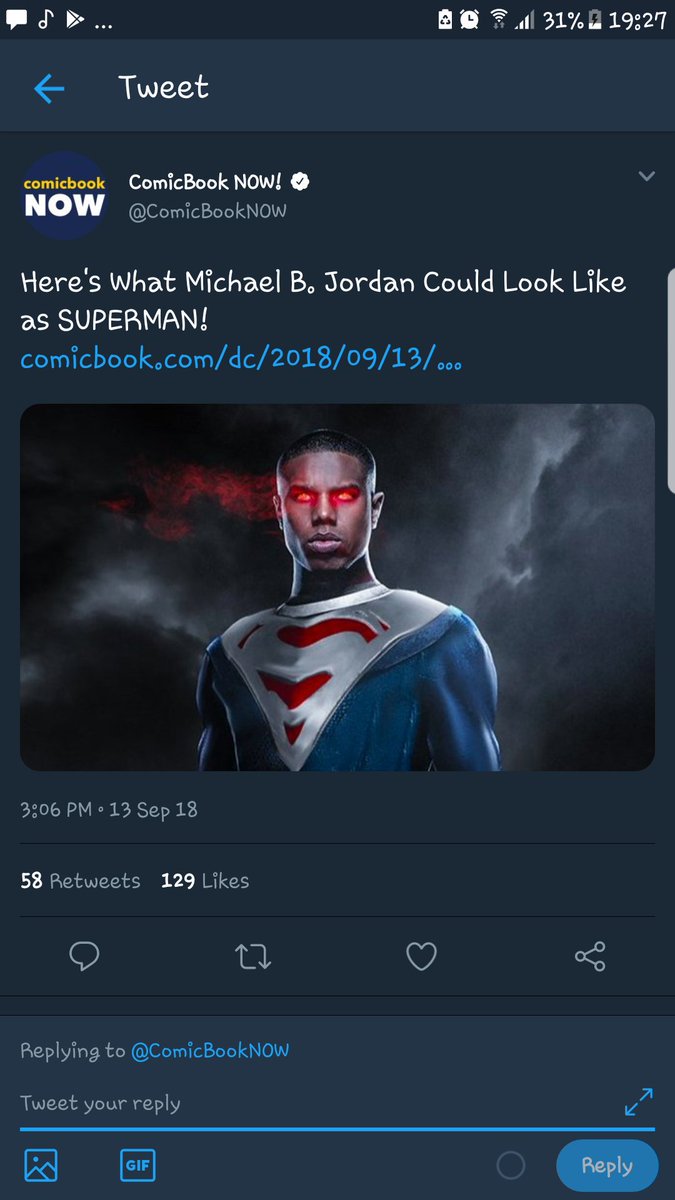 ... 31% 19:27
Tweet
comicbook
NOW
ComicBook NOW!
@ComicBookNOW
Here's What Michael B. Jordan Could Look Like
as SUPERMAN!
comicbook.com/dc/2018/09/13/...
3:06 PM • 13 Sep 18
58 Retweets 129 Likes
Replying to @ComicBookNOW
Tweet your reply
GIF
Reply